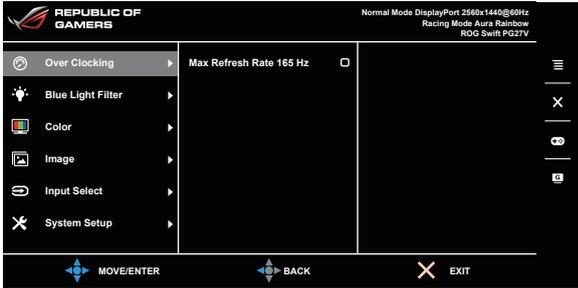 REPUBLIC OF
GAMERS
Normal Mode DisplayPort 2560x1440@60Hz
Racing Mode Aura Rainbow
ROG Swift PG27V
Over Clocking
Max Refresh Rate 165 Hz
Blue Light Filter
Color
Image
Input Select
System Setup
G
MOVE/ENTER
BACK
EXIT